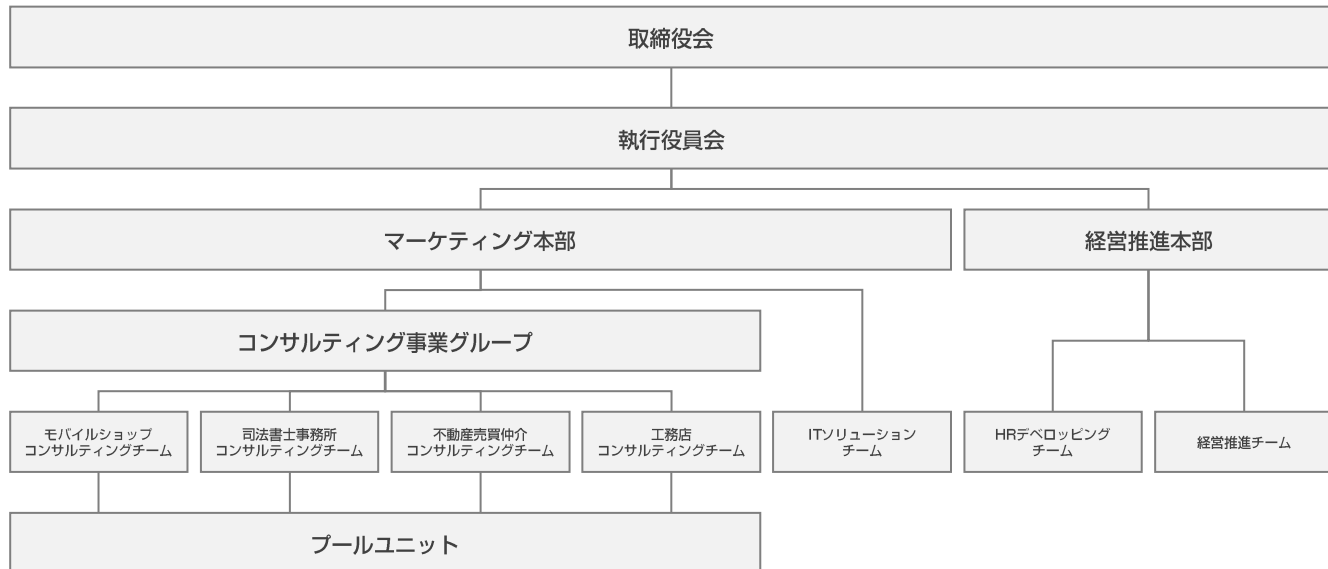 取締役会
執行役員会
マーケティング本部
経営推進本部
コンサルティング事業グループ
モバイルショップ
コンサルティングチーム
司法書士事務所
コンサルティングチーム
不動産売買仲介
コンサルティングチーム
工務店
コンサルティングチーム
ITソリューション
チーム
HRデベロッピング
チーム
経営推進チーム
プールユニット